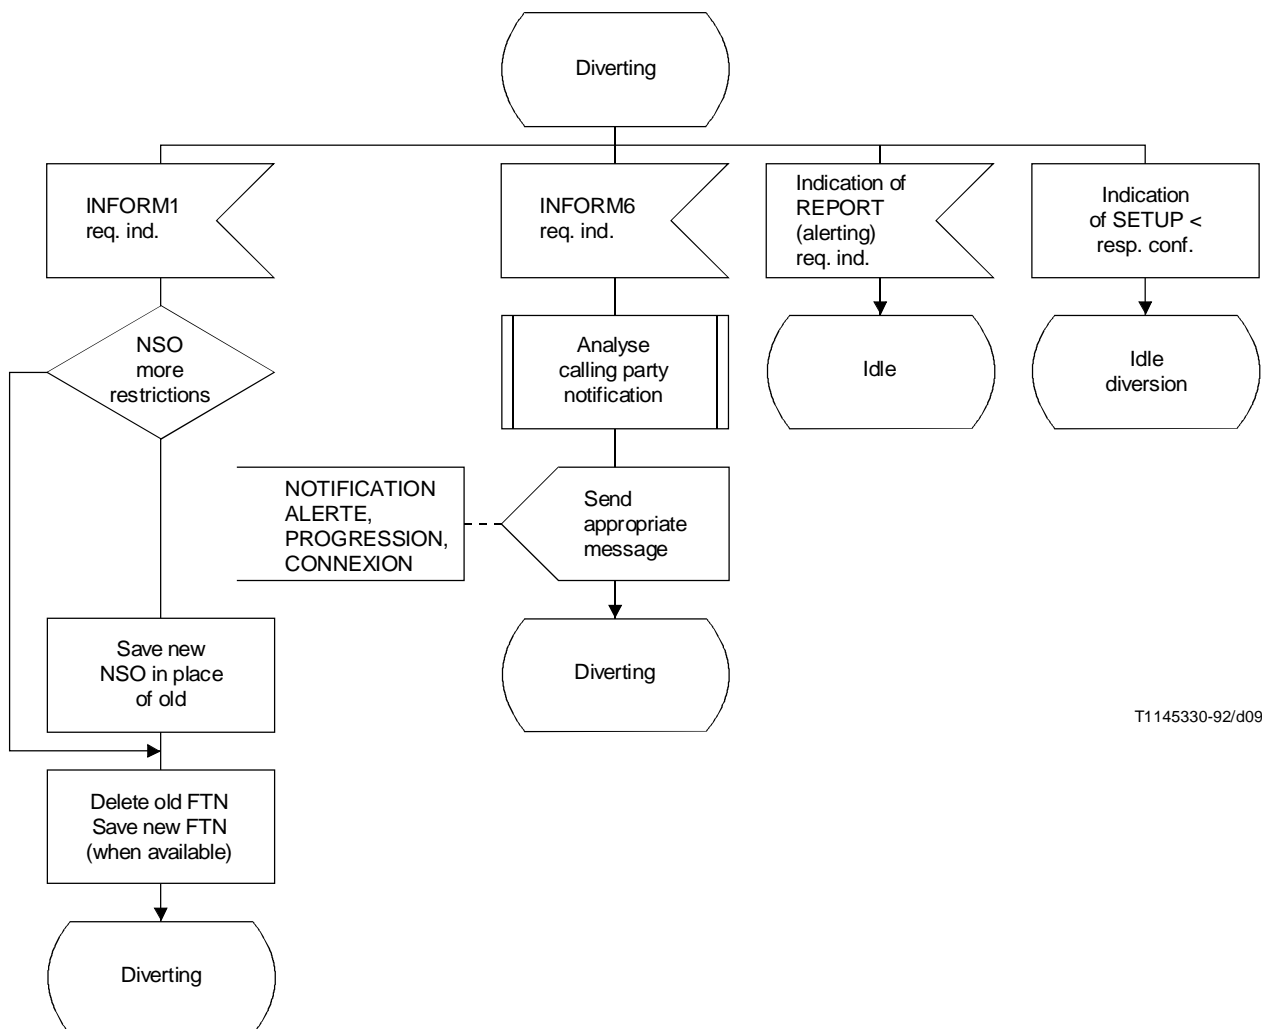 Diverting
INFORM1
req. ind.
INFORM6
req. ind.
Indication of
REPORT
(alerting)
req. ind.
Indication
of SETUP <
resp. conf.
NSO
more
restrictions
Analyse
calling party
notification
Idle
Idle
diversion
NOTIFICATION
ALERTE,
PROGRESSION,
CONNEXION
Send
appropriate
message
Save new
NSO in place
of old
Diverting
T1145330-92/d09
Delete old FTN
Save new FTN
(when available)
Diverting